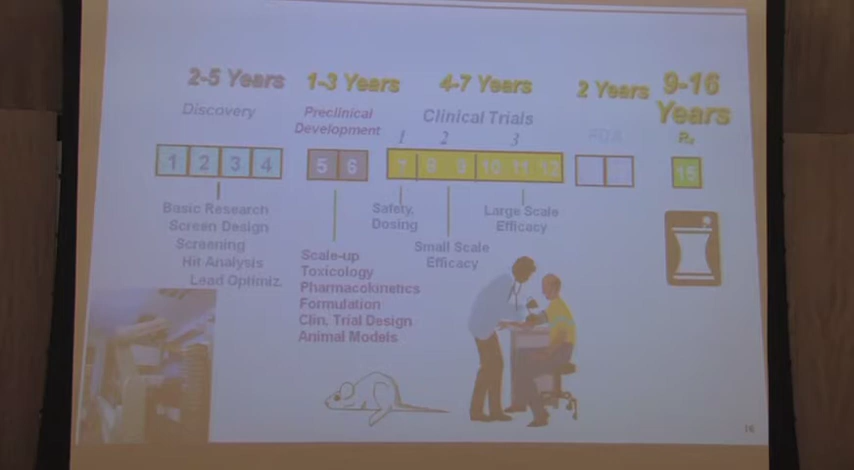 2-5 Years
1-3 Years
4-7 Years
2 Years
9-16
Years
Discovery
Preclinical
Development
Clinical Trials
1
2
3
FDA
Rx
1
2
3
4
5
6
7
8
9
10
11
12
15
Basic Research
Screen Design
Screening
Hit Analysis
Lead Optimiz.
Scale-up
Toxicology
Pharmacokinetics
Formulation
Clin. Trial Design
Animal Models
Safety,
Dosing
Small Scale
Efficacy
Large Scale
Efficacy
16